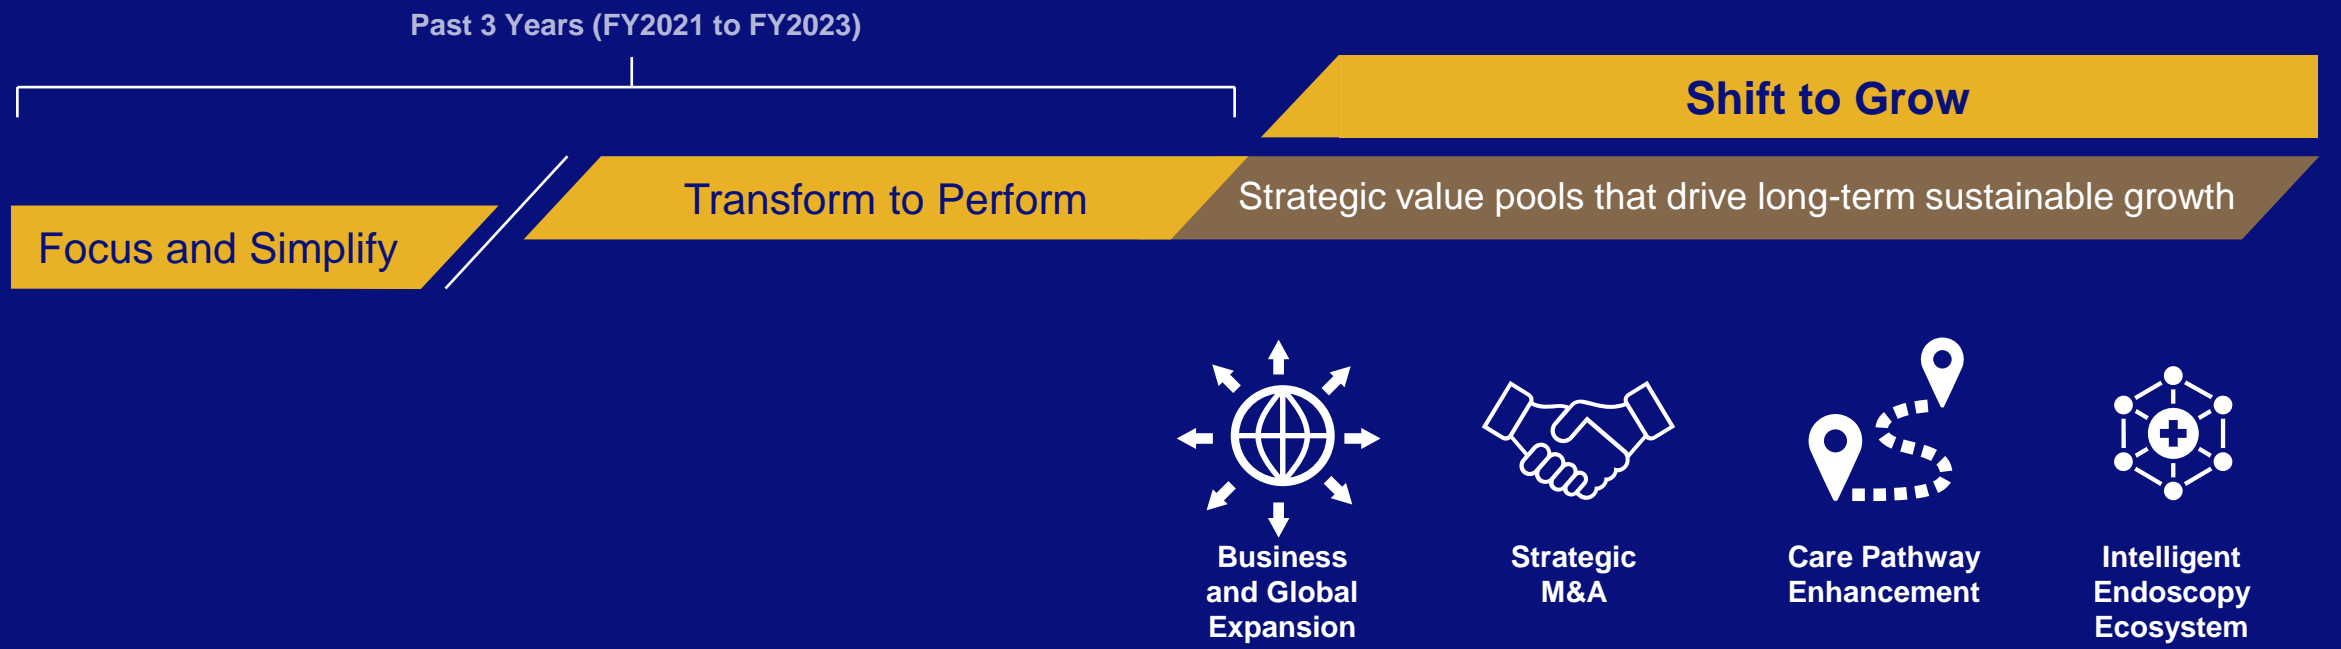 Past 3 Years (FY2021 to FY2023)
Shift to Grow
Transform to Perform
Strategic value pools that drive long-term sustainable growth
Focus and Simplify
Business
and Global
Expansion
Strategic
M&A
Care Pathway
Enhancement
Intelligent
Endoscopy
Ecosystem